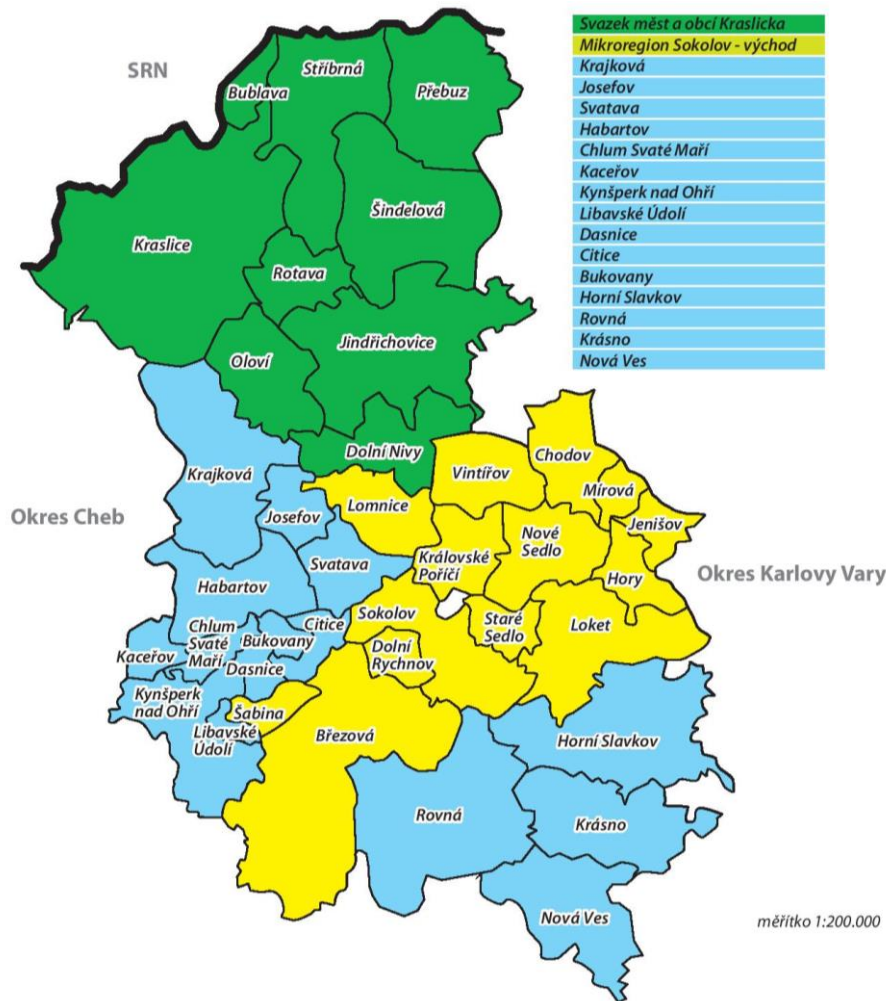 Svazek měst a obcí Kraslicka
Mikroregion Sokolov - východ
Krajková
Josefov
Svatava
Habartov
Chlum Svaté Maří
Kaceřov
Kynšperk nad Ohří
Libavské Údolí
Dasnice
Citice
Bukovany
Horní Slavkov
Rovná
Krásno
Nová Ves
SRN
Stříbrná
Bublava
Přebuz
Šindelová
Kraslice
Rotava
Jindřichovice
Oloví
Dolní Nivy
Krajková
Lomnice
Vintířov
Chodov
Mírová
Jenišov
Okres Cheb
Josefov
Svatava
Královské
Poříčí
Nové
Sedlo
Hory
Okres Karlovy Vary
Habartov
Sokolov
Staré
Sedlo
Loket
Chlum
Svaté
Maří
Bukovany
Citice
Dolní
Rychnov
Kaceřov
Dasnice
Kynšperk
nad Ohří
Šabina
Libavské
Údolí
Březová
Horní Slavkov
Rovná
Krásno
Nová Ves
měřítko 1:200.000